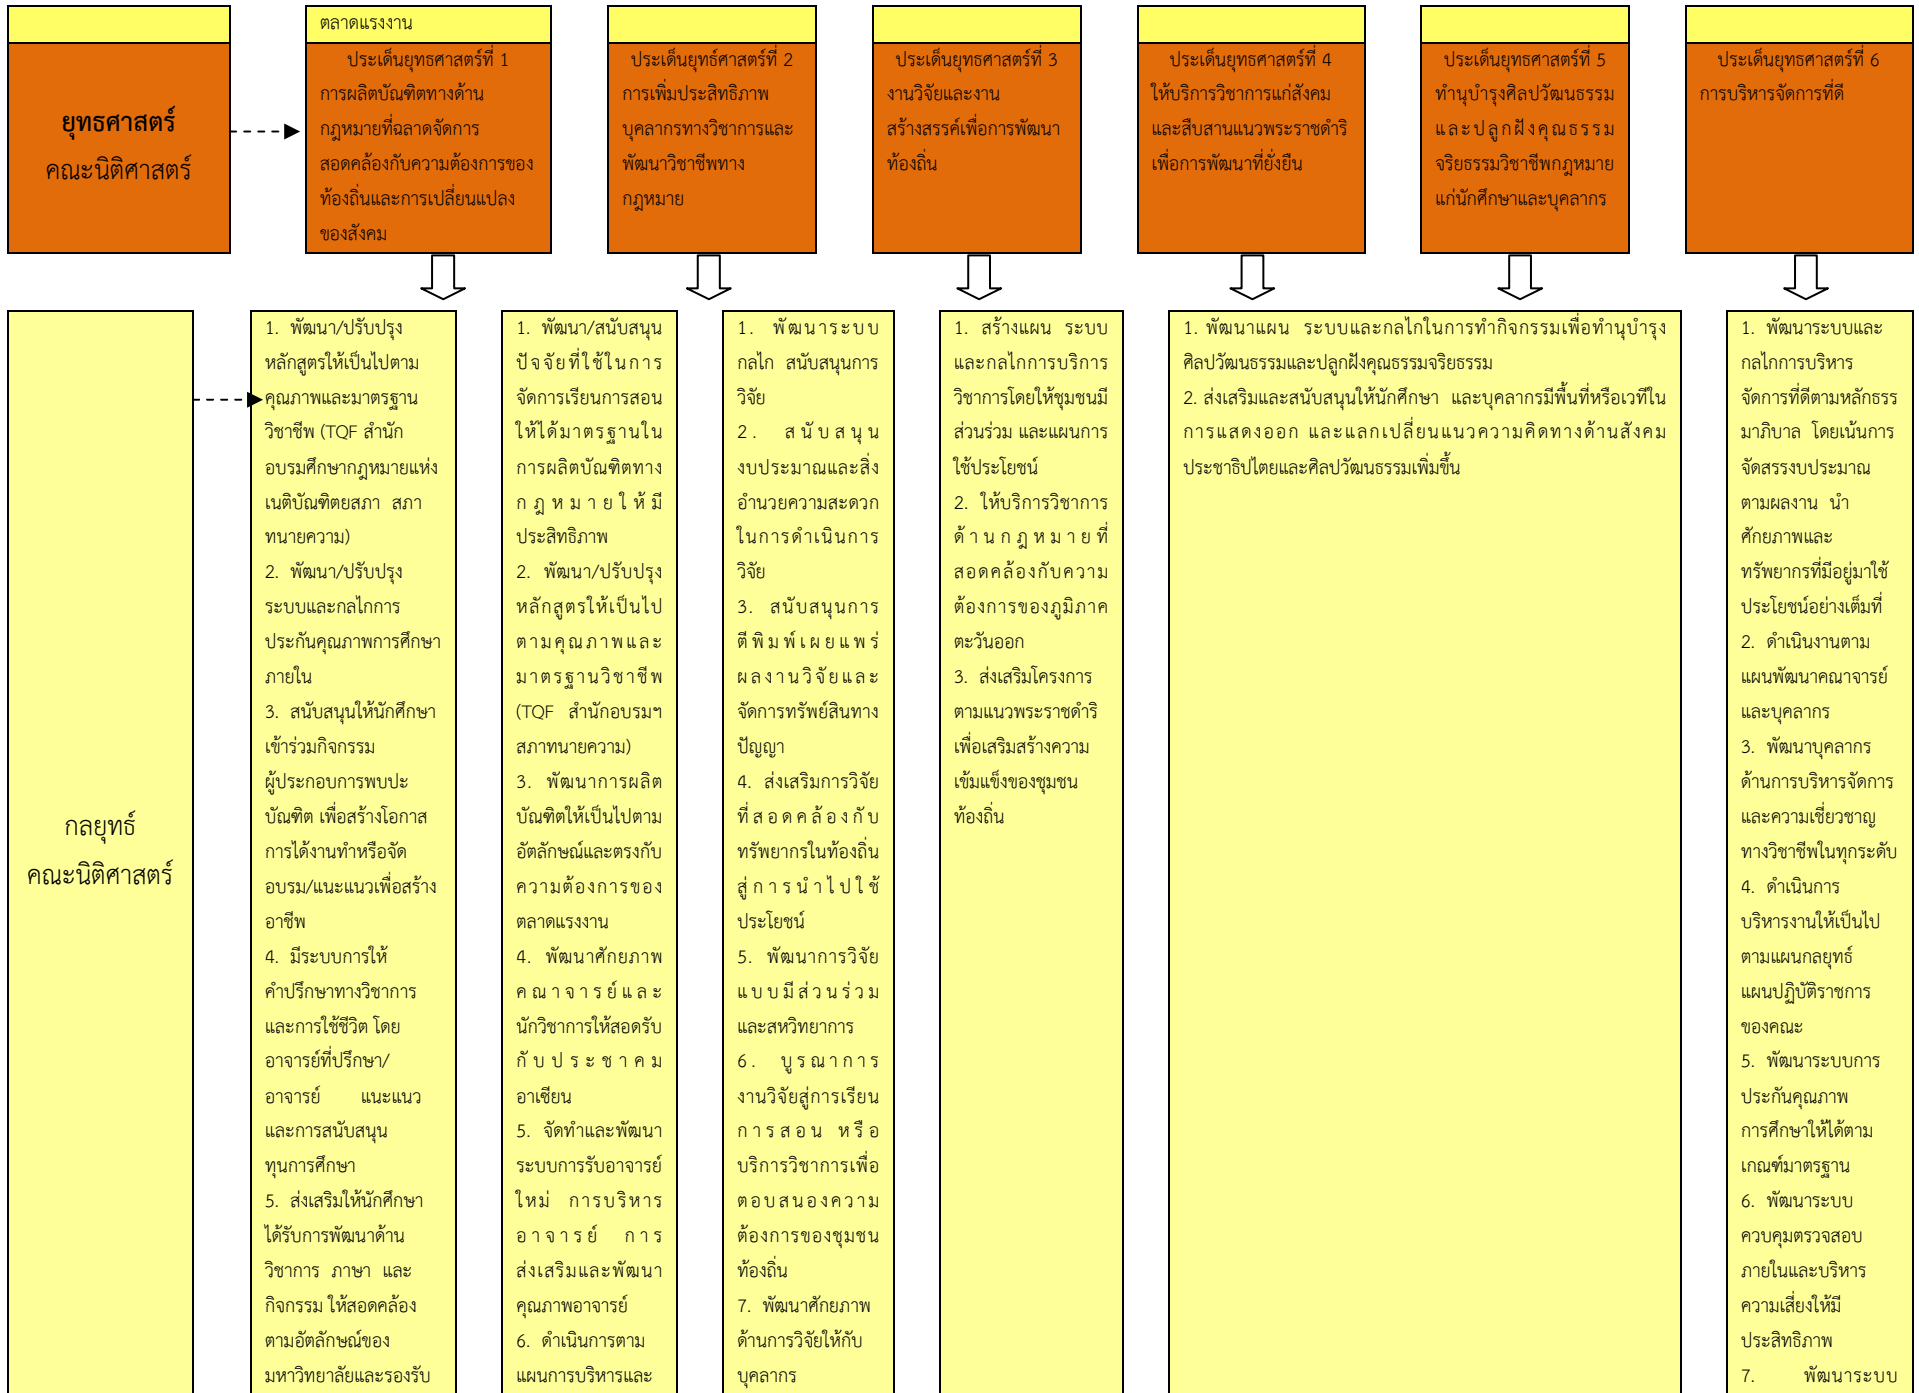 ตลาดแรงงาน
ยุทธศาสตร์
คณะนิติศาสตร์
ประเด็นยุทธศาสตร์ที่ 1
การผลิตบัณฑิตทางด้าน
กฎหมายที่ฉลาดจัดการ
สอดคล้องกับความต้องการของ
ท้องถิ่นและการเปลี่ยนแปลง
ของสังคม
ประเด็นยุทธ์ศาสตร์ที่ 2
การเพิ่มประสิทธิภาพ
บุคลากรทางวิชาการและ
พัฒนาวิชาชีพทาง
กฎหมาย
ประเด็นยุทธศาสตร์ที่ 3
งานวิจัยและงาน
สร้างสรรค์เพื่อการพัฒนา
ท้องถิ่น
ประเด็นยุทธศาสตร์ที่ 4
ให้บริการวิชาการแก่สังคม
และสืบสานแนวพระราชดำริ
เพื่อการพัฒนาที่ยั่งยืน
ประเด็นยุทธศาสตร์ที่ 5
ทำนุบำรุงศิลปวัฒนธรรม
และปลูกฝังคุณธรรม
จริยธรรมวิชาชีพกฎหมาย
แก่นักศึกษาและบุคลากร
ประเด็นยุทธศาสตร์ที่ 6
การบริหารจัดการที่ดี
กลยุทธ์
คณะนิติศาสตร์
1. พัฒนา/ปรับปรุง
หลักสูตรให้เป็นไปตาม
คุณภาพและมาตรฐาน
วิชาชีพ (TQF สำนัก
อบรมศึกษากฎหมายแห่ง
เนติบัณฑิตยสภา สภา
ทนายความ)
2. พัฒนา/ปรับปรุง
ระบบและกลไกการ
ประกันคุณภาพการศึกษา
ภายใน
3. สนับสนุนให้นักศึกษา
เข้าร่วมกิจกรรม
ผู้ประกอบการพบปะ
บัณฑิต เพื่อสร้างโอกาส
การได้งานทำหรือจัด
อบรม/แนะแนวเพื่อสร้าง
อาชีพ
4. มีระบบการให้
คำปรึกษาทางวิชาการ
และการใช้ชีวิต โดย
อาจารย์ที่ปรึกษา/
อาจารย์ แนะแนว
และการสนับสนุน
ทุนการศึกษา
5. ส่งเสริมให้นักศึกษา
ได้รับการพัฒนาด้าน
วิชาการ ภาษา และ
กิจกรรม ให้สอดคล้อง
ตามอัตลักษณ์ของ
มหาวิทยาลัยและรองรับ
1. พัฒนา/สนับสนุน
ปัจจัยที่ใช้ในการ
จัดการเรียนการสอน
ให้ได้มาตรฐานใน
การผลิตบัณฑิตทาง
กฎหมายให้มี
ประสิทธิภาพ
2. พัฒนา/ปรับปรุง
หลักสูตรให้เป็นไป
ตามคุณภาพและ
มาตรฐานวิชาชีพ
(TQF สำนักอบรมฯ
สภาทนายความ)
3. พัฒนาการผลิต
บัณฑิตให้เป็นไปตาม
อัตลักษณ์และตรงกับ
ความต้องการของ
ตลาดแรงงาน
4. พัฒนาศักยภาพ
คณาจารย์และ
นักวิชาการให้สอดรับ
กับประชาคม
อาเซียน
5. จัดทำและพัฒนา
ระบบการรับอาจารย์
ใหม่ การบริหาร
อาจารย์ การ
ส่งเสริมและพัฒนา
คุณภาพอาจารย์
6. ดำเนินการตาม
แผนการบริหารและ
1. พัฒนาระบบ
กลไก สนับสนุนการ
วิจัย
2. สนับสนุน
งบประมาณและสิ่ง
อำนวยความสะดวก
ในการดำเนินการ
วิจัย
3. สนับสนุนการ
ตีพิมพ์เผยแพร่
ผลงานวิจัยและ
จัดการทรัพย์สินทาง
ปัญญา
4. ส่งเสริมการวิจัย
ที่สอดคล้องกับ
ทรัพยากรในท้องถิ่น
สู่การนำไปใช้
ประโยชน์
5. พัฒนาการวิจัย
แบบมีส่วนร่วม
และสหวิทยาการ
6. บูรณาการ
งานวิจัยสู่การเรียน
การสอน หรือ
บริการวิชาการเพื่อ
ตอบสนองความ
ต้องการของชุมชน
ท้องถิ่น
7. พัฒนาศักยภาพ
ด้านการวิจัยให้กับ
บุคลากร
1. สร้างแผน ระบบ
และกลไกการบริการ
วิชาการโดยให้ชุมชนมี
ส่วนร่วม และแผนการ
ใช้ประโยชน์
2. ให้บริการวิชาการ
ด้านกฎหมายที่
สอดคล้องกับความ
ต้องการของภูมิภาค
ตะวันออก
3. ส่งเสริมโครงการ
ตามแนวพระราชดำริ
เพื่อเสริมสร้างความ
เข้มแข็งของชุมชน
ท้องถิ่น
1. พัฒนาแผน ระบบและกลไกในการทำกิจกรรมเพื่อทำนุบำรุง
ศิลปวัฒนธรรมและปลูกฝังคุณธรรมจริยธรรม
2. ส่งเสริมและสนับสนุนให้นักศึกษา และบุคลากรมีพื้นที่หรือเวทีใน
การแสดงออก และแลกเปลี่ยนแนวความคิดทางด้านสังคม
ประชาธิปไตยและศิลปวัฒนธรรมเพิ่มขึ้น
1. พัฒนาระบบและ
กลไกการบริหาร
จัดการที่ดีตามหลักธรร
มาภิบาล โดยเน้นการ
จัดสรรงบประมาณ
ตามผลงาน นำ
ศักยภาพและ
ทรัพยากรที่มีอยู่มาใช้
ประโยชน์อย่างเต็มที่
2. ดำเนินงานตาม
แผนพัฒนาคณาจารย์
และบุคลากร
3. พัฒนาบุคลากร
ด้านการบริหารจัดการ
และความเชี่ยวชาญ
ทางวิชาชีพในทุกระดับ
4. ดำเนินการ
บริหารงานให้เป็นไป
ตามแผนกลยุทธ์
แผนปฏิบัติราชการ
ของคณะ
5. พัฒนาระบบการ
ประกันคุณภาพ
การศึกษาให้ได้ตาม
เกณฑ์มาตรฐาน
6. พัฒนาระบบ
ควบคุมตรวจสอบ
ภายในและบริหาร
ความเสี่ยงให้มี
ประสิทธิภาพ
7. พัฒนาระบบ